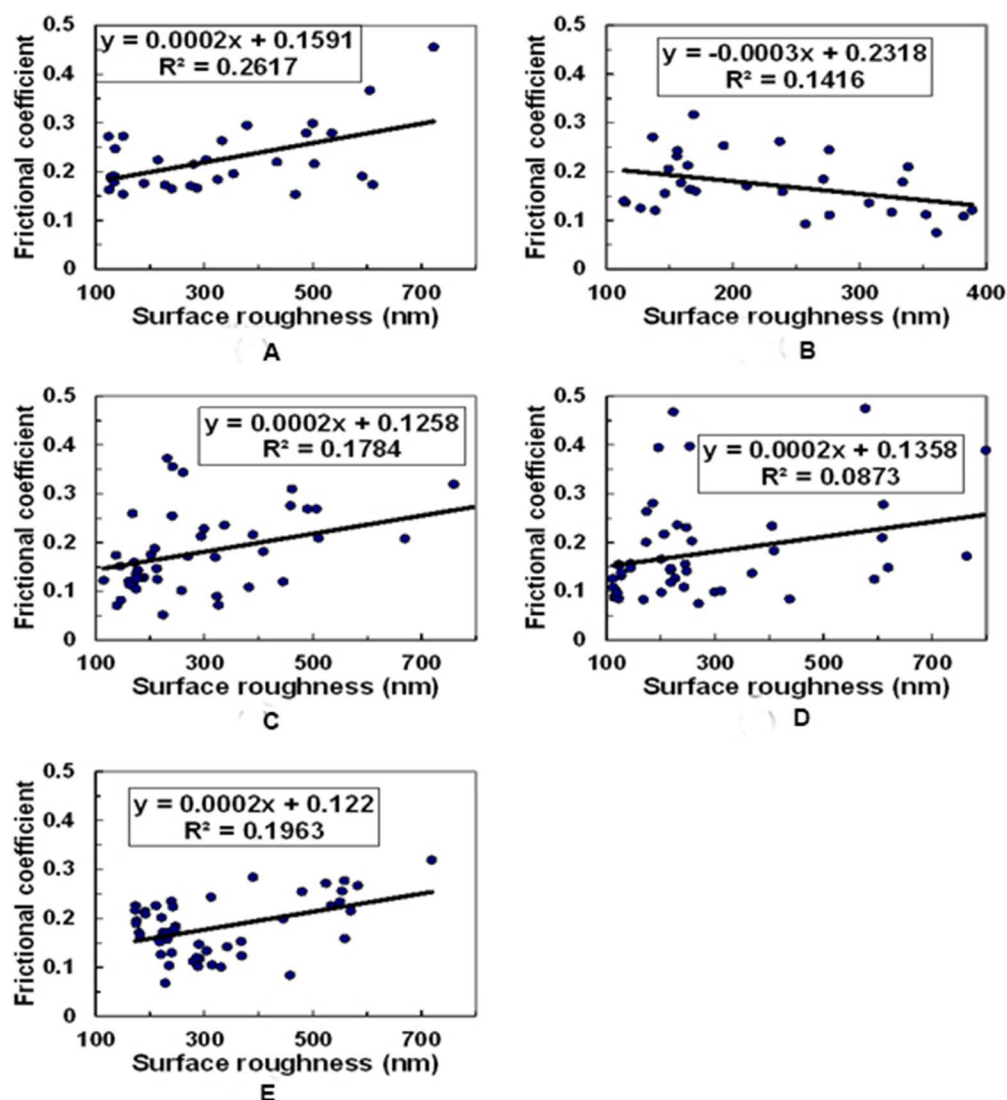 0.5
0.4
0.3
0.2
0.1
0
Frictional coefficient
y = 0.0002x + 0.1591
R² = 0.2617
100 300 500 700
Surface roughness (nm)
A
0.5
0.4
0.3
0.2
0.1
0
Frictional coefficient
y = -0.0003x + 0.2318
R² = 0.1416
100 200 300 400
Surface roughness (nm)
B
0.5
0.4
0.3
0.2
0.1
0
Frictional coefficient
y = 0.0002x + 0.1258
R² = 0.1784
100 300 500 700
Surface roughness (nm)
C
0.5
0.4
0.3
0.2
0.1
0
Frictional coefficient
y = 0.0002x + 0.1358
R² = 0.0873
100 300 500 700
Surface roughness (nm)
D
0.5
0.4
0.3
0.2
0.1
0
Frictional coefficient
y = 0.0002x + 0.122
R² = 0.1963
100 300 500 700
Surface roughness (nm)
E